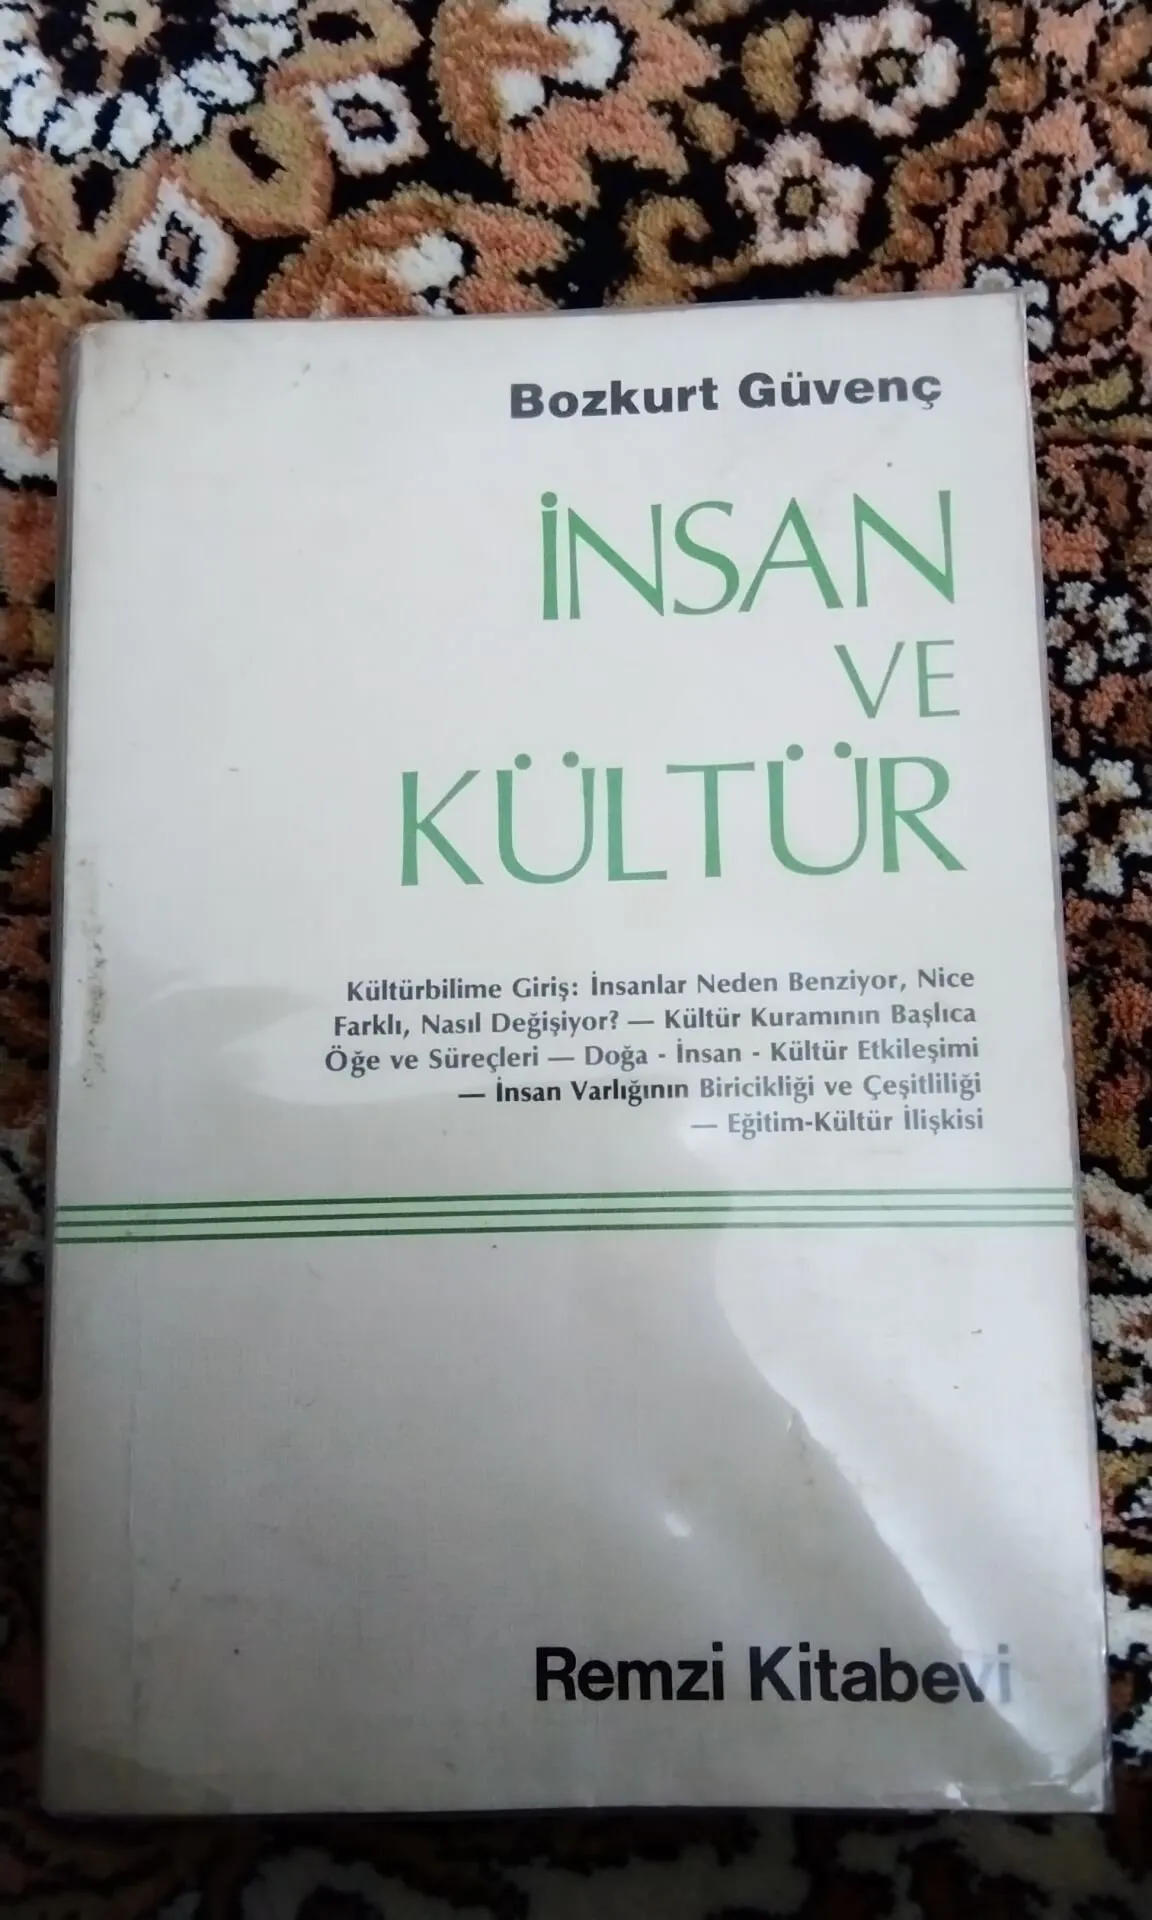 Bozkurt Güvenç
İNSAN
VE
KÜLTÜR
Kültürbilime Giriş: İnsanlar Neden Benziyor, Nice
Farklı, Nasıl Değişiyor? — Kültür Kuramının Başlıca
Öğe ve Süreçleri — Doğa - İnsan - Kültür Etkileşimi
— İnsan Varlığının Biricikliği ve Çeşitliliği
— Eğitim-Kültür İlişkisi
Remzi Kitabevi